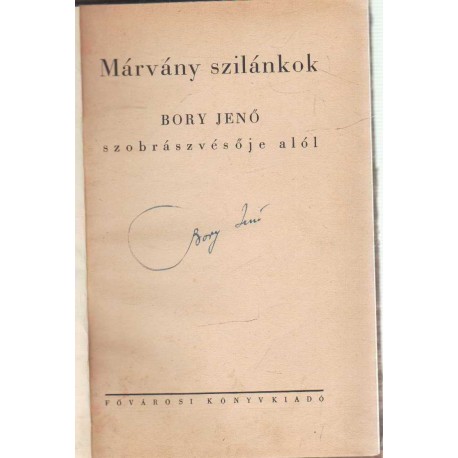 Márvány szilánkok
BORY JENŐ
szobrászvésője alól
Bory Jenő
FŐVÁROSI KÖNYVKIADÓ